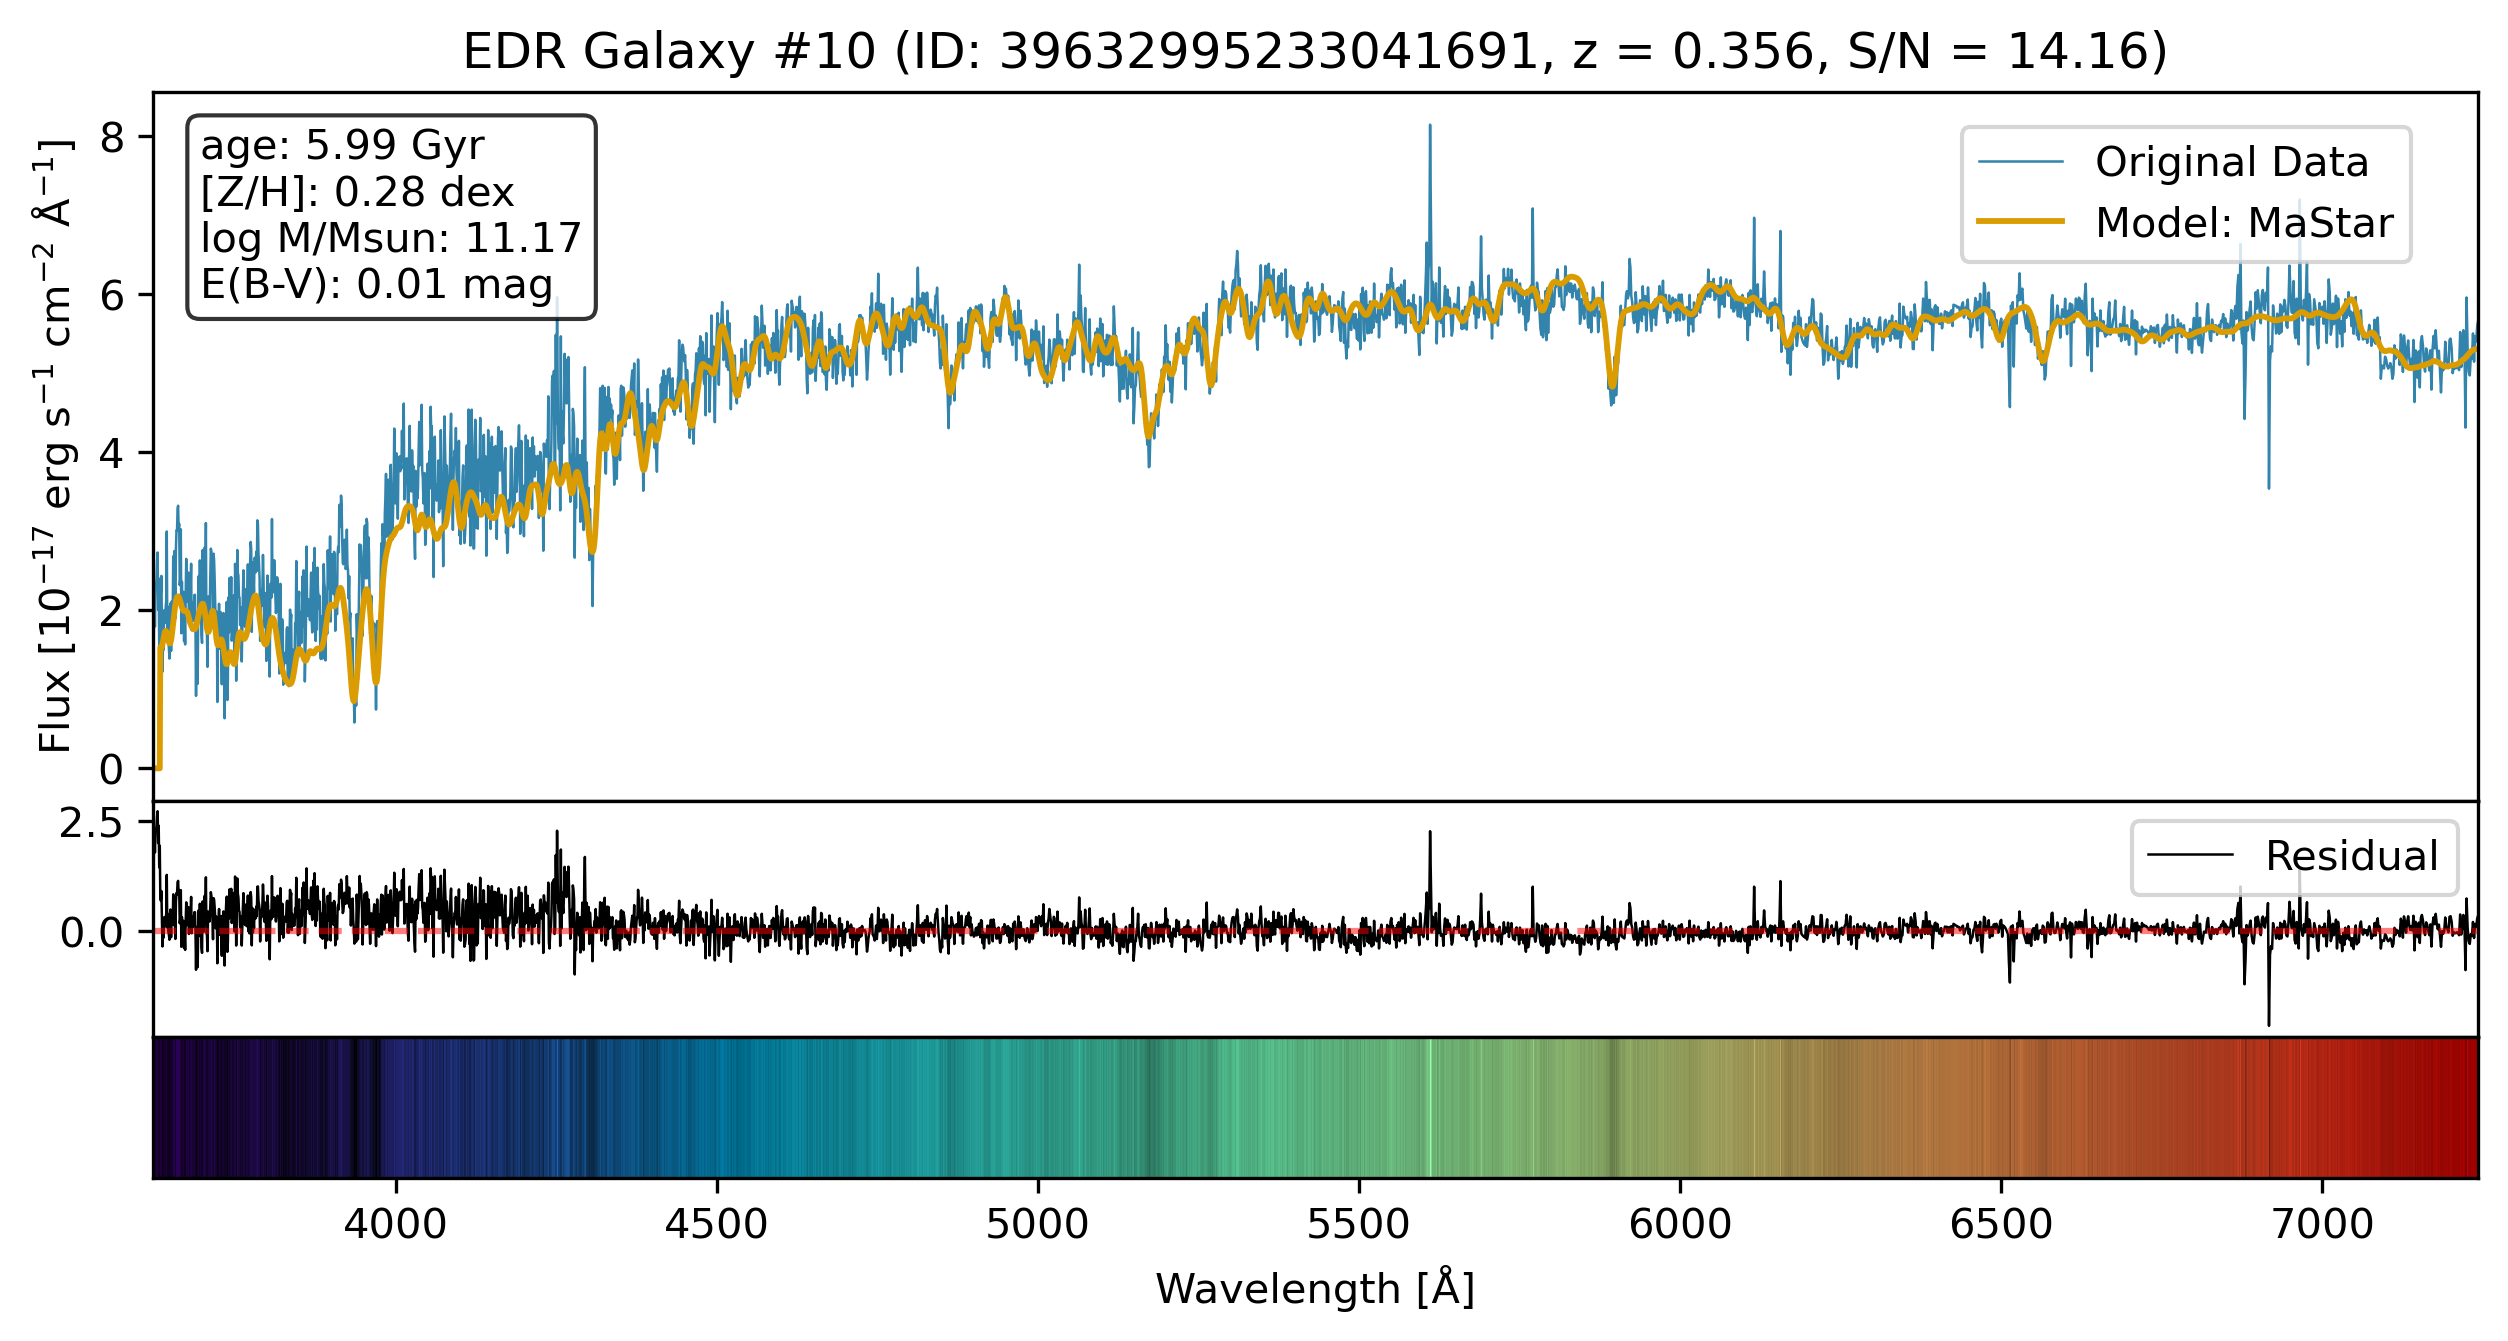 EDR Galaxy #10 (ID: 39632995233041691, z = 0.356, S/N = 14.16)
age: 5.99 Gyr
[Z/H]: 0.28 dex
log M/Msun: 11.17
E(B-V): 0.01 mag
Original Data
Model: MaStar
Flux [10⁻¹⁷ erg s⁻¹ cm⁻² Å⁻¹]
8
6
4
2
0
2.5
0.0
Residual
4000 4500 5000 5500 6000 6500 7000
Wavelength [Å]